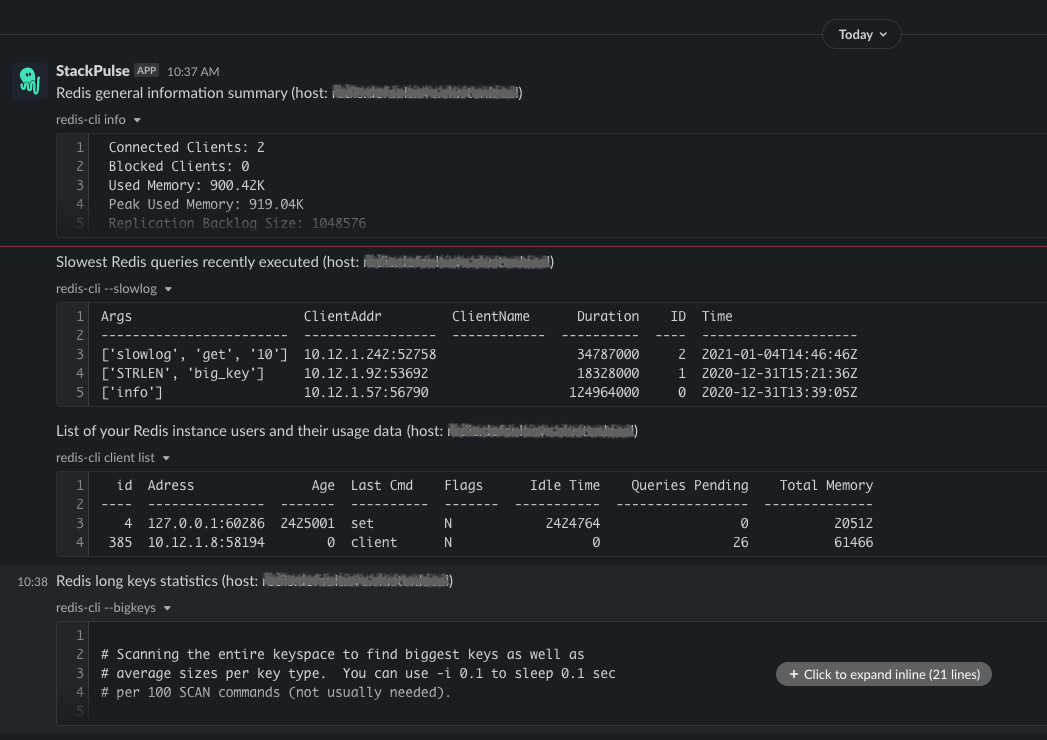 Today
StackPulse APP 10:37 AM
Redis general information summary (host: )
redis-cli info
1 Connected Clients: 2
2 Blocked Clients: 0
3 Used Memory: 900.42K
4 Peak Used Memory: 919.04K
5 Replication Backlog Size: 1048576
Slowest Redis queries recently executed (host: )
redis-cli --slowlog
1 Args ClientAddr ClientName Duration ID Time
2 ------------------------ ----------------- ------------ ---------- ---- --------------------
3 ['slowlog', 'get', '10'] 10.12.1.242:52758 34787000 2 2021-01-04T14:46:46Z
4 ['STRLEN', 'big_key'] 10.12.1.92:53692 18328000 1 2020-12-31T15:21:36Z
5 ['info'] 10.12.1.57:56790 124964000 0 2020-12-31T13:39:05Z
List of your Redis instance users and their usage data (host: )
redis-cli client list
1 id Adress Age Last Cmd Flags Idle Time Queries Pending Total Memory
2 ---- --------------- ------- ---------- ------- ----------- ----------------- --------------
3 4 127.0.0.1:60286 2425001 set N 2424764 0 20512
4 385 10.12.1.8:58194 0 client N 0 26 61466
10:38 Redis long keys statistics (host: )
redis-cli --bigkeys
1
2 # Scanning the entire keyspace to find biggest keys as well as
3 # average sizes per key type. You can use -i 0.1 to sleep 0.1 sec
+ Click to expand inline (21 lines)
4 # per 100 SCAN commands (not usually needed).
5